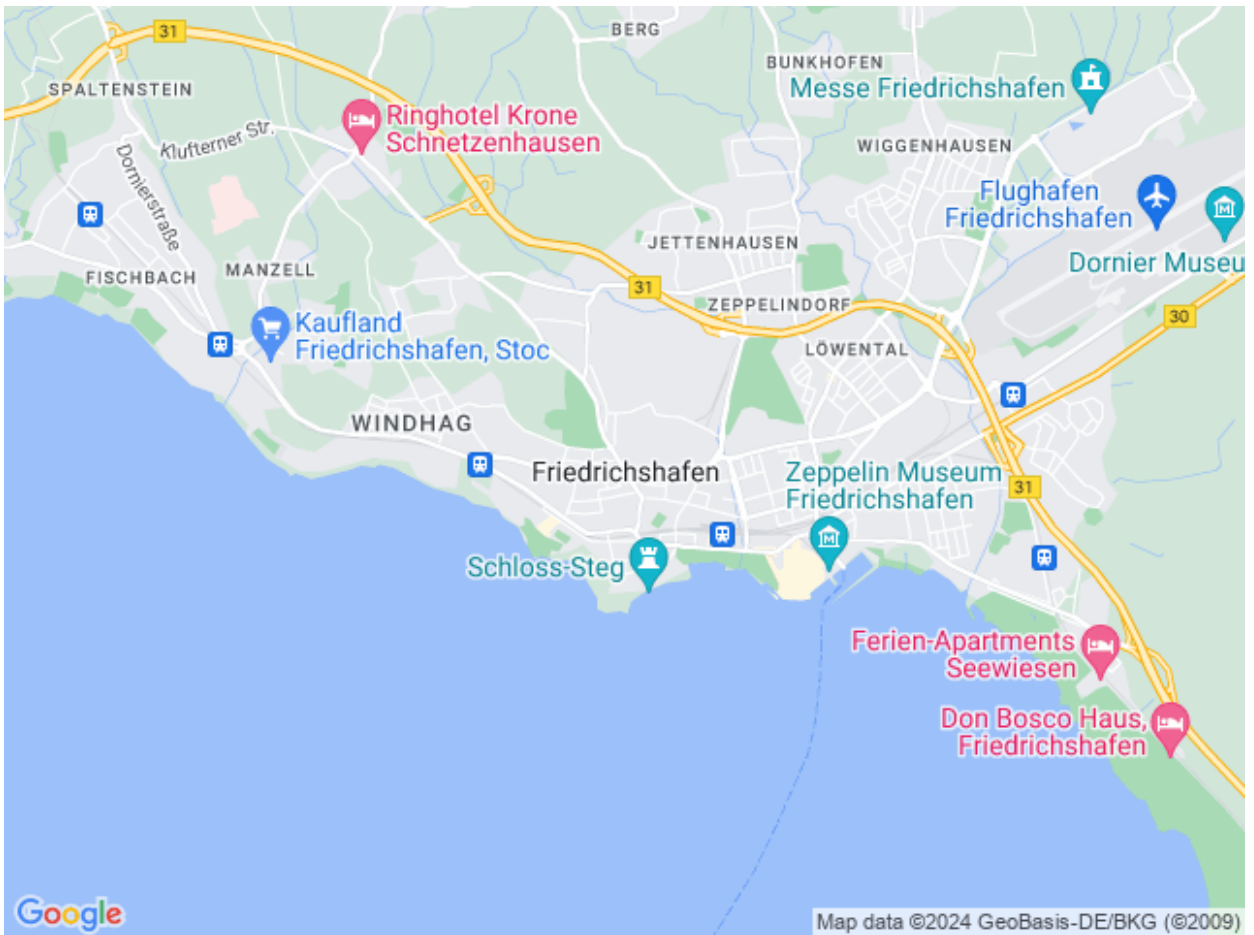 31
BERG
BUNKHOFEN
SPALTENSTEIN
Messe Friedrichshafen
Ringhotel Krone
Schnetzenhausen
Klufterner Str.
Dornierstraße
WIGGENHAUSEN
Flughafen
Friedrichshafen
JETTENHAUSEN
Dornier Museu
FISCHBACH
MANZELL
31
ZEPPELINDORF
30
Kaufland
Friedrichshafen, Stoc
LÖWENTAL
WINDHAG
Friedrichshafen
Zeppelin Museum
Friedrichshafen
31
Schloss-Steg
Ferien-Apartments
Seewiesen
Don Bosco Haus,
Friedrichshafen
Google
Map data ©2024 GeoBasis-DE/BKG (©2009)